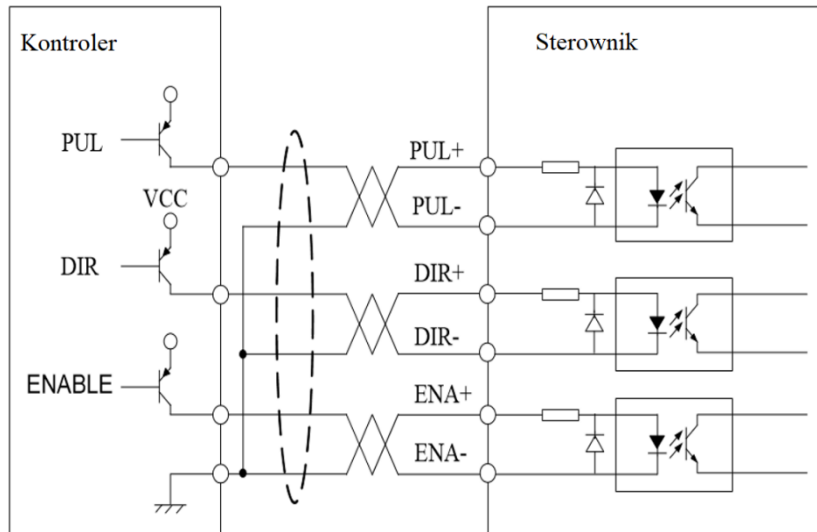 Kontroler
Sterownik
PUL
PUL+
VCC
PUL-
DIR
DIR+
DIR-
ENABLE
ENA+
ENA-